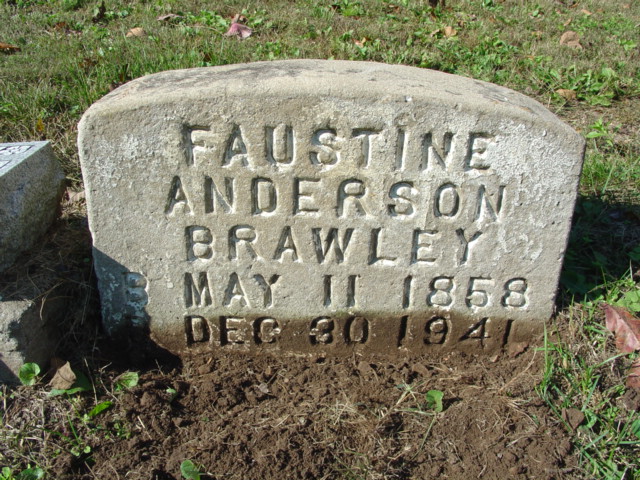 FAUSTINE
ANDERSON
BRAWLEY
B MAY 11 1858
DEC 30 1941